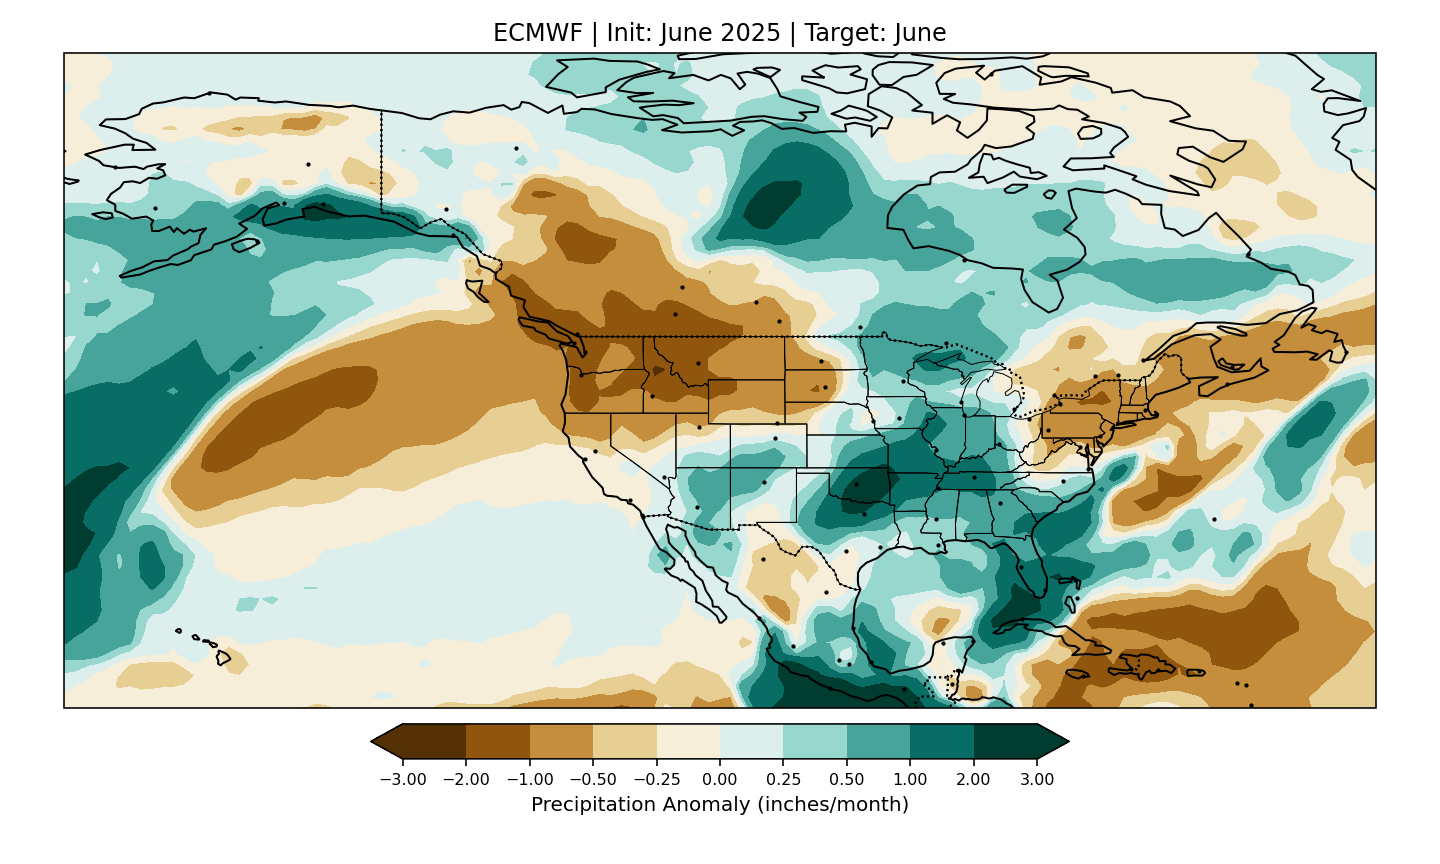 ECMWF | Init: June 2025 | Target: June
−3.00 −2.00 −1.00 −0.50 −0.25 0.00 0.25 0.50 1.00 2.00 3.00
Precipitation Anomaly (inches/month)